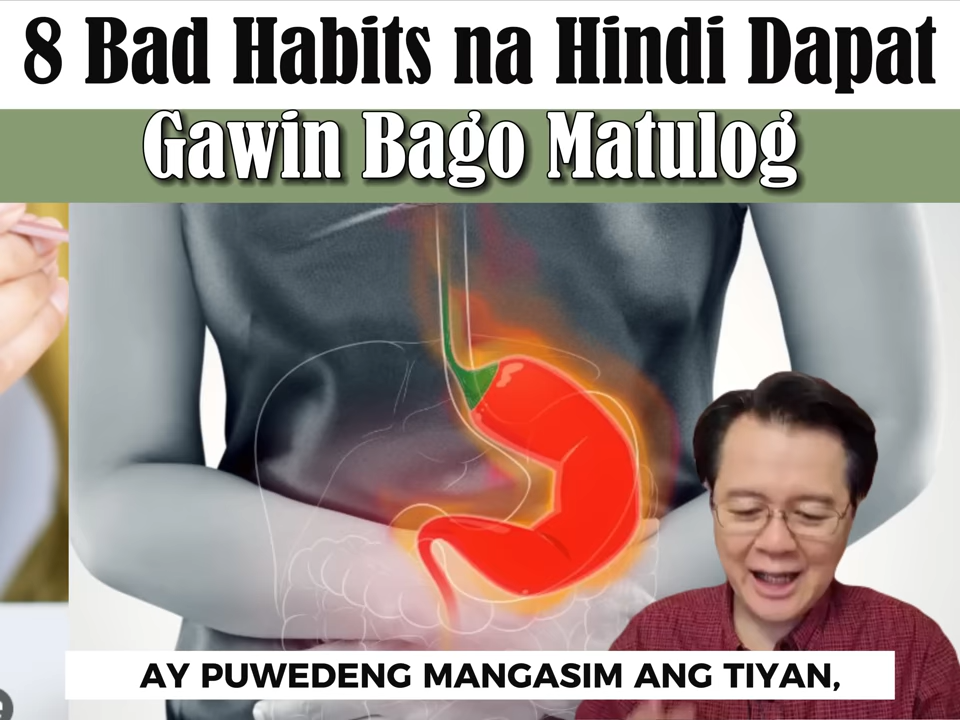 8 Bad Habits na Hindi Dapat
Gawin Bago Matulog
AY PUWEDENG MANGASIM ANG TIYAN,